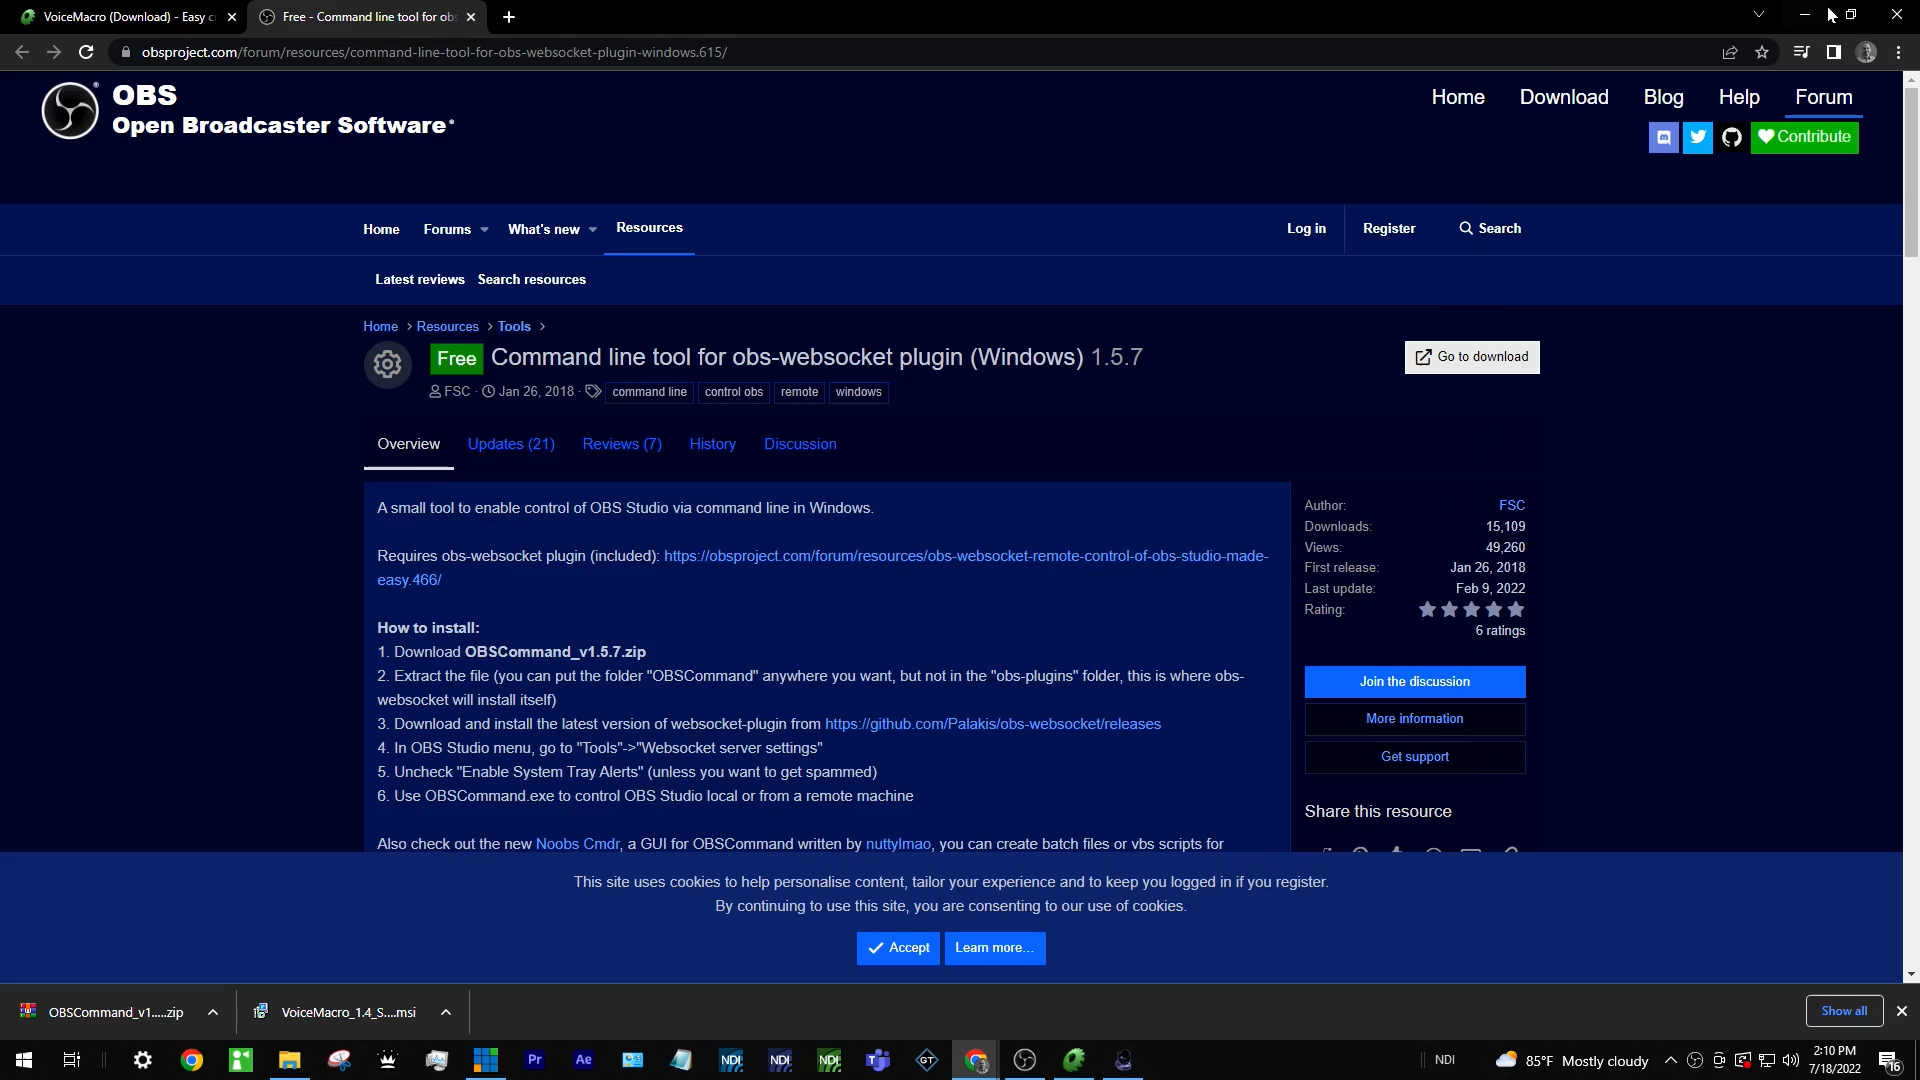 VoiceMacro (Download) - Easy c
Free - Command line tool for obs
obsproject.com/forum/resources/command-line-tool-for-obs-websocket-plugin-windows.615/
OBS
Open Broadcaster Software
Home
Download
Blog
Help
Forum
Contribute
Home
Forums
What's new
Resources
Log in
Register
Search
Latest reviews
Search resources
Home > Resources > Tools >
Free Command line tool for obs-websocket plugin (Windows) 1.5.7
Go to download
FSC · Jan 26, 2018 · command line control obs remote windows
Overview
Updates (21)
Reviews (7)
History
Discussion
A small tool to enable control of OBS Studio via command line in Windows.
Requires obs-websocket plugin (included): https://obsproject.com/forum/resources/obs-websocket-remote-control-of-obs-studio-made-
easy.466/
How to install:
1. Download OBSCommand_v1.5.7.zip
2. Extract the file (you can put the folder "OBSCommand" anywhere you want, but not in the "obs-plugins" folder, this is where obs-
websocket will install itself)
3. Download and install the latest version of websocket-plugin from https://github.com/Palakis/obs-websocket/releases
4. In OBS Studio menu, go to "Tools"->"Websocket server settings"
5. Uncheck "Enable System Tray Alerts" (unless you want to get spammed)
6. Use OBSCommand.exe to control OBS Studio local or from a remote machine
Also check out the new Noobs Cmdr, a GUI for OBSCommand written by nuttylmao, you can create batch files or vbs scripts for
Author: FSC
Downloads: 15,109
Views: 49,260
First release: Jan 26, 2018
Last update: Feb 9, 2022
Rating:
6 ratings
Join the discussion
More information
Get support
Share this resource
This site uses cookies to help personalise content, tailor your experience and to keep you logged in if you register.
By continuing to use this site, you are consenting to our use of cookies.
Accept
Learn more...
OBSCommand_v1.....zip
VoiceMacro_1.4_S....msi
Show all
Pr
Ae
NDI
NDI
NDI
GT
NDI
85°F Mostly cloudy
2:10 PM
7/18/2022
16